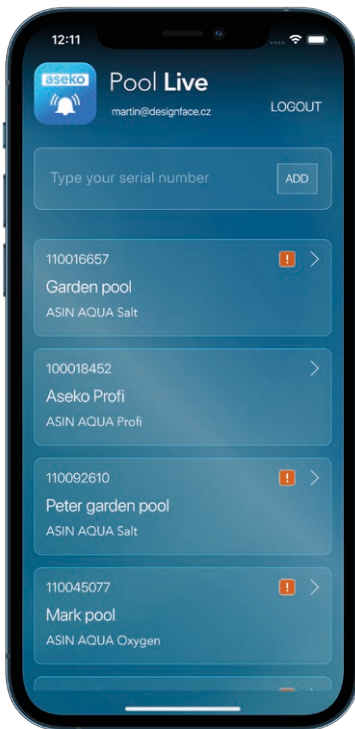 12:11
aseko
Pool Live
martin@designface.cz
LOGOUT
Type your serial number
ADD
110016657
!
Garden pool
ASIN AQUA Salt
100018452
Aseko Profi
ASIN AQUA Profi
110092610
!
Peter garden pool
ASIN AQUA Salt
110045077
!
Mark pool
ASIN AQUA Oxygen